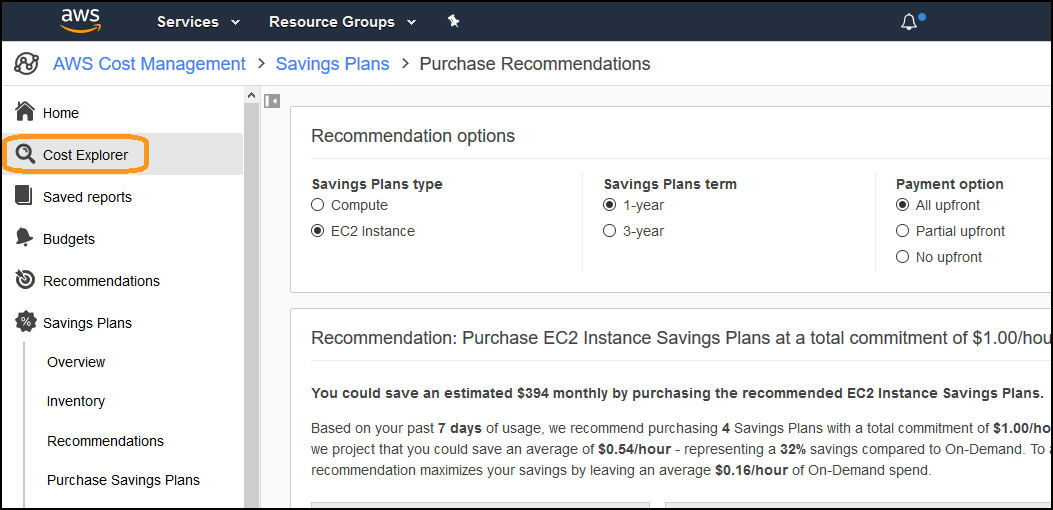 aws
Services
Resource Groups
AWS Cost Management > Savings Plans > Purchase Recommendations
Home
Cost Explorer
Saved reports
Budgets
Recommendations
% Savings Plans
Overview
Inventory
Recommendations
Purchase Savings Plans
Recommendation options
Savings Plans type
Compute
EC2 Instance
Savings Plans term
1-year
3-year
Payment option
All upfront
Partial upfront
No upfront
Recommendation: Purchase EC2 Instance Savings Plans at a total commitment of $1.00/hou
You could save an estimated $394 monthly by purchasing the recommended EC2 Instance Savings Plans.
Based on your past 7 days of usage, we recommend purchasing 4 Savings Plans with a total commitment of $1.00/ho
we project that you could save an average of $0.54/hour - representing a 32% savings compared to On-Demand. To a
recommendation maximizes your savings by leaving an average $0.16/hour of On-Demand spend.